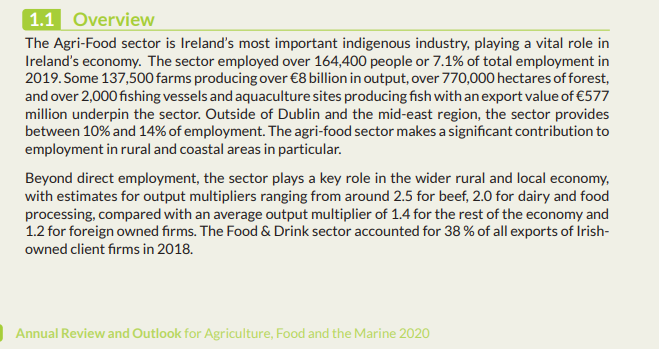 1.1 Overview
The Agri-Food sector is Ireland's most important indigenous industry, playing a vital role in
Ireland's economy. The sector employed over 164,400 people or 7.1% of total employment in
2019. Some 137,500 farms producing over €8 billion in output, over 770,000 hectares of forest,
and over 2,000 fishing vessels and aquaculture sites producing fish with an export value of €577
million underpin the sector. Outside of Dublin and the mid-east region, the sector provides
between 10% and 14% of employment. The agri-food sector makes a significant contribution to
employment in rural and coastal areas in particular.
Beyond direct employment, the sector plays a key role in the wider rural and local economy,
with estimates for output multipliers ranging from around 2.5 for beef, 2.0 for dairy and food
processing, compared with an average output multiplier of 1.4 for the rest of the economy and
1.2 for foreign owned firms. The Food & Drink sector accounted for 38 % of all exports of Irish-
owned client firms in 2018.
Annual Review and Outlook for Agriculture, Food and the Marine 2020